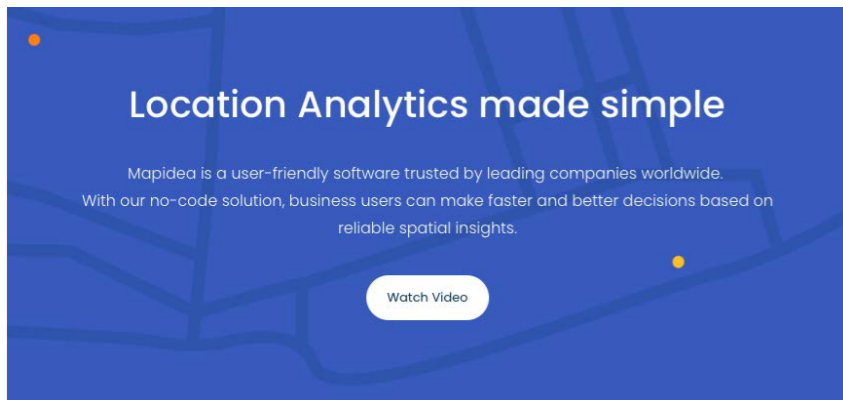 Location Analytics made simple
Mapidea is a user-friendly software trusted by leading companies worldwide.
With our no-code solution, business users can make faster and better decisions based on
reliable spatial insights.
Watch Video